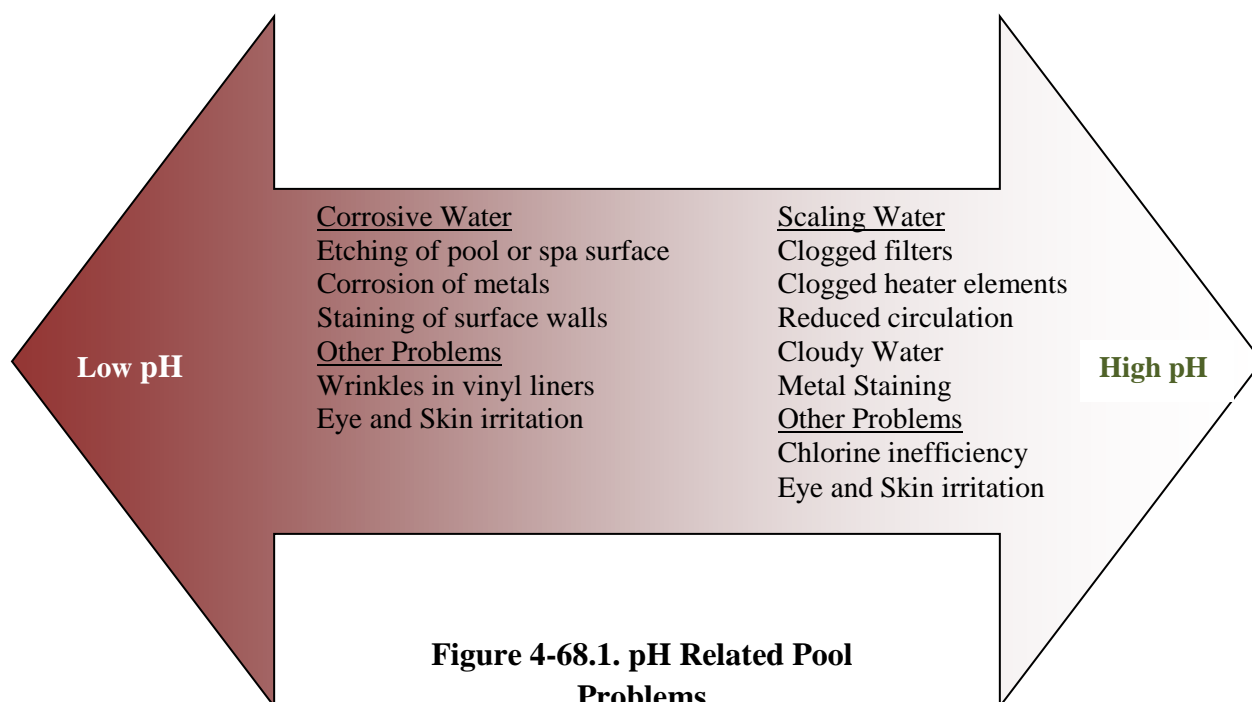 Low pH
Corrosive Water
Etching of pool or spa surface
Corrosion of metals
Staining of surface walls
Other Problems
Wrinkles in vinyl liners
Eye and Skin irritation
Scaling Water
Clogged filters
Clogged heater elements
Reduced circulation
Cloudy Water
Metal Staining
Other Problems
Chlorine inefficiency
Eye and Skin irritation
High pH
Figure 4-68.1. pH Related Pool
Problems